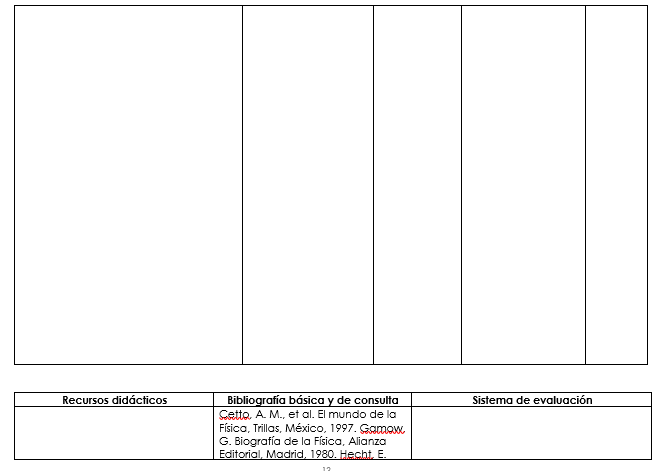 Recursos didácticos
Bibliografía básica y de consulta
Sistema de evaluación
Cetto, A. M., et al. El mundo de la
Física, Trillas, México, 1997. Gamow,
G. Biografía de la Física, Alianza
Editorial, Madrid, 1980. Hecht, E.